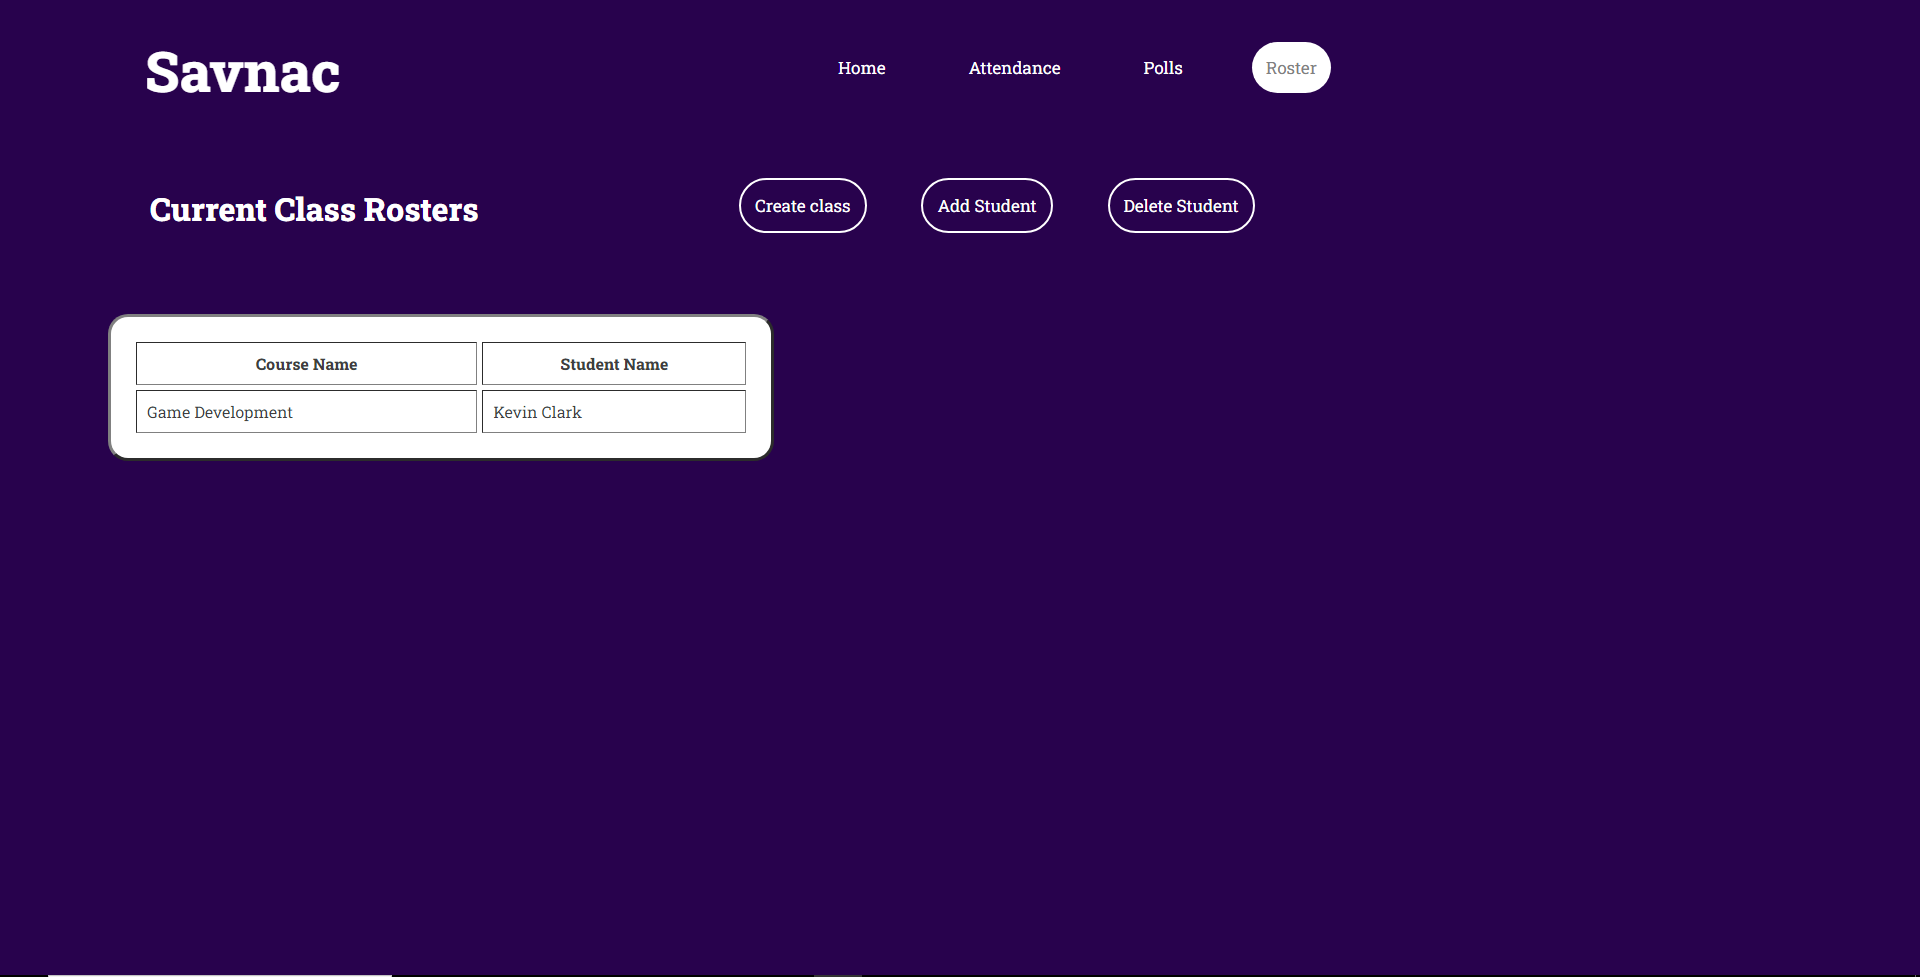 Savnac
Home Attendance Polls Roster
Current Class Rosters
Create class Add Student Delete Student
Course Name Student Name
Game Development Kevin Clark